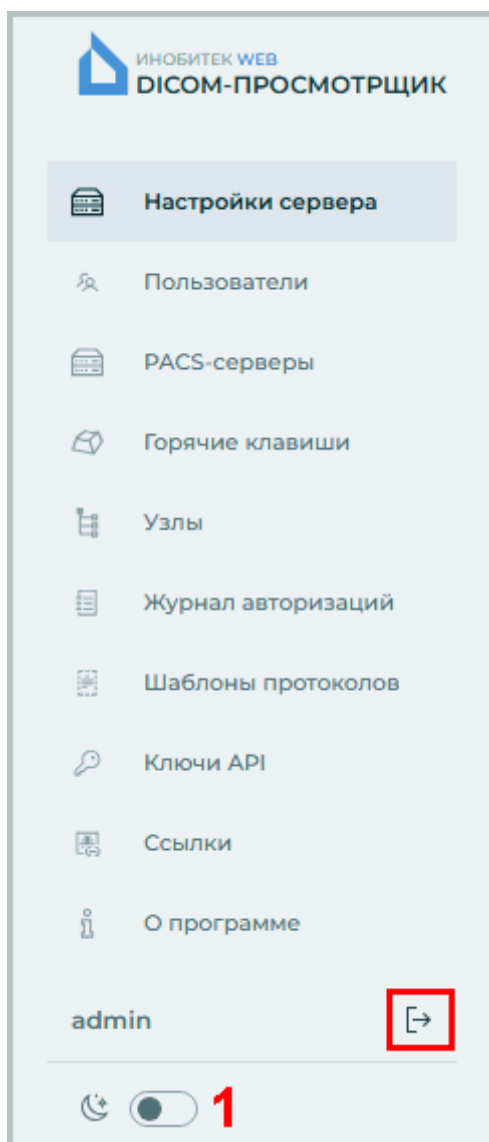 ИНОБИТЕК WEB
DICOM-ПРОСМОТРЩИК
Настройки сервера
Пользователи
PACS-серверы
Горячие клавиши
Узлы
Журнал авторизаций
Шаблоны протоколов
Ключи API
Ссылки
О программе
admin
1